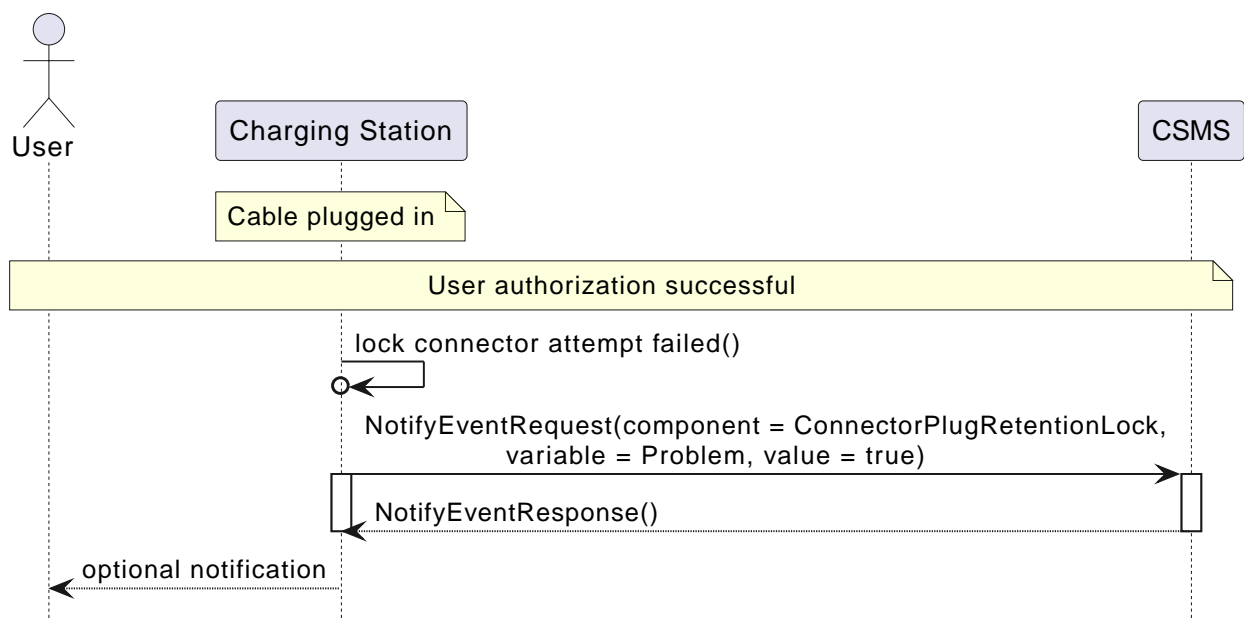 User
Charging Station
CSMS
Cable plugged in
User authorization successful
lock connector attempt failed()
NotifyEventRequest(component = ConnectorPlugRetentionLock,
variable = Problem, value = true)
NotifyEventResponse()
optional notification